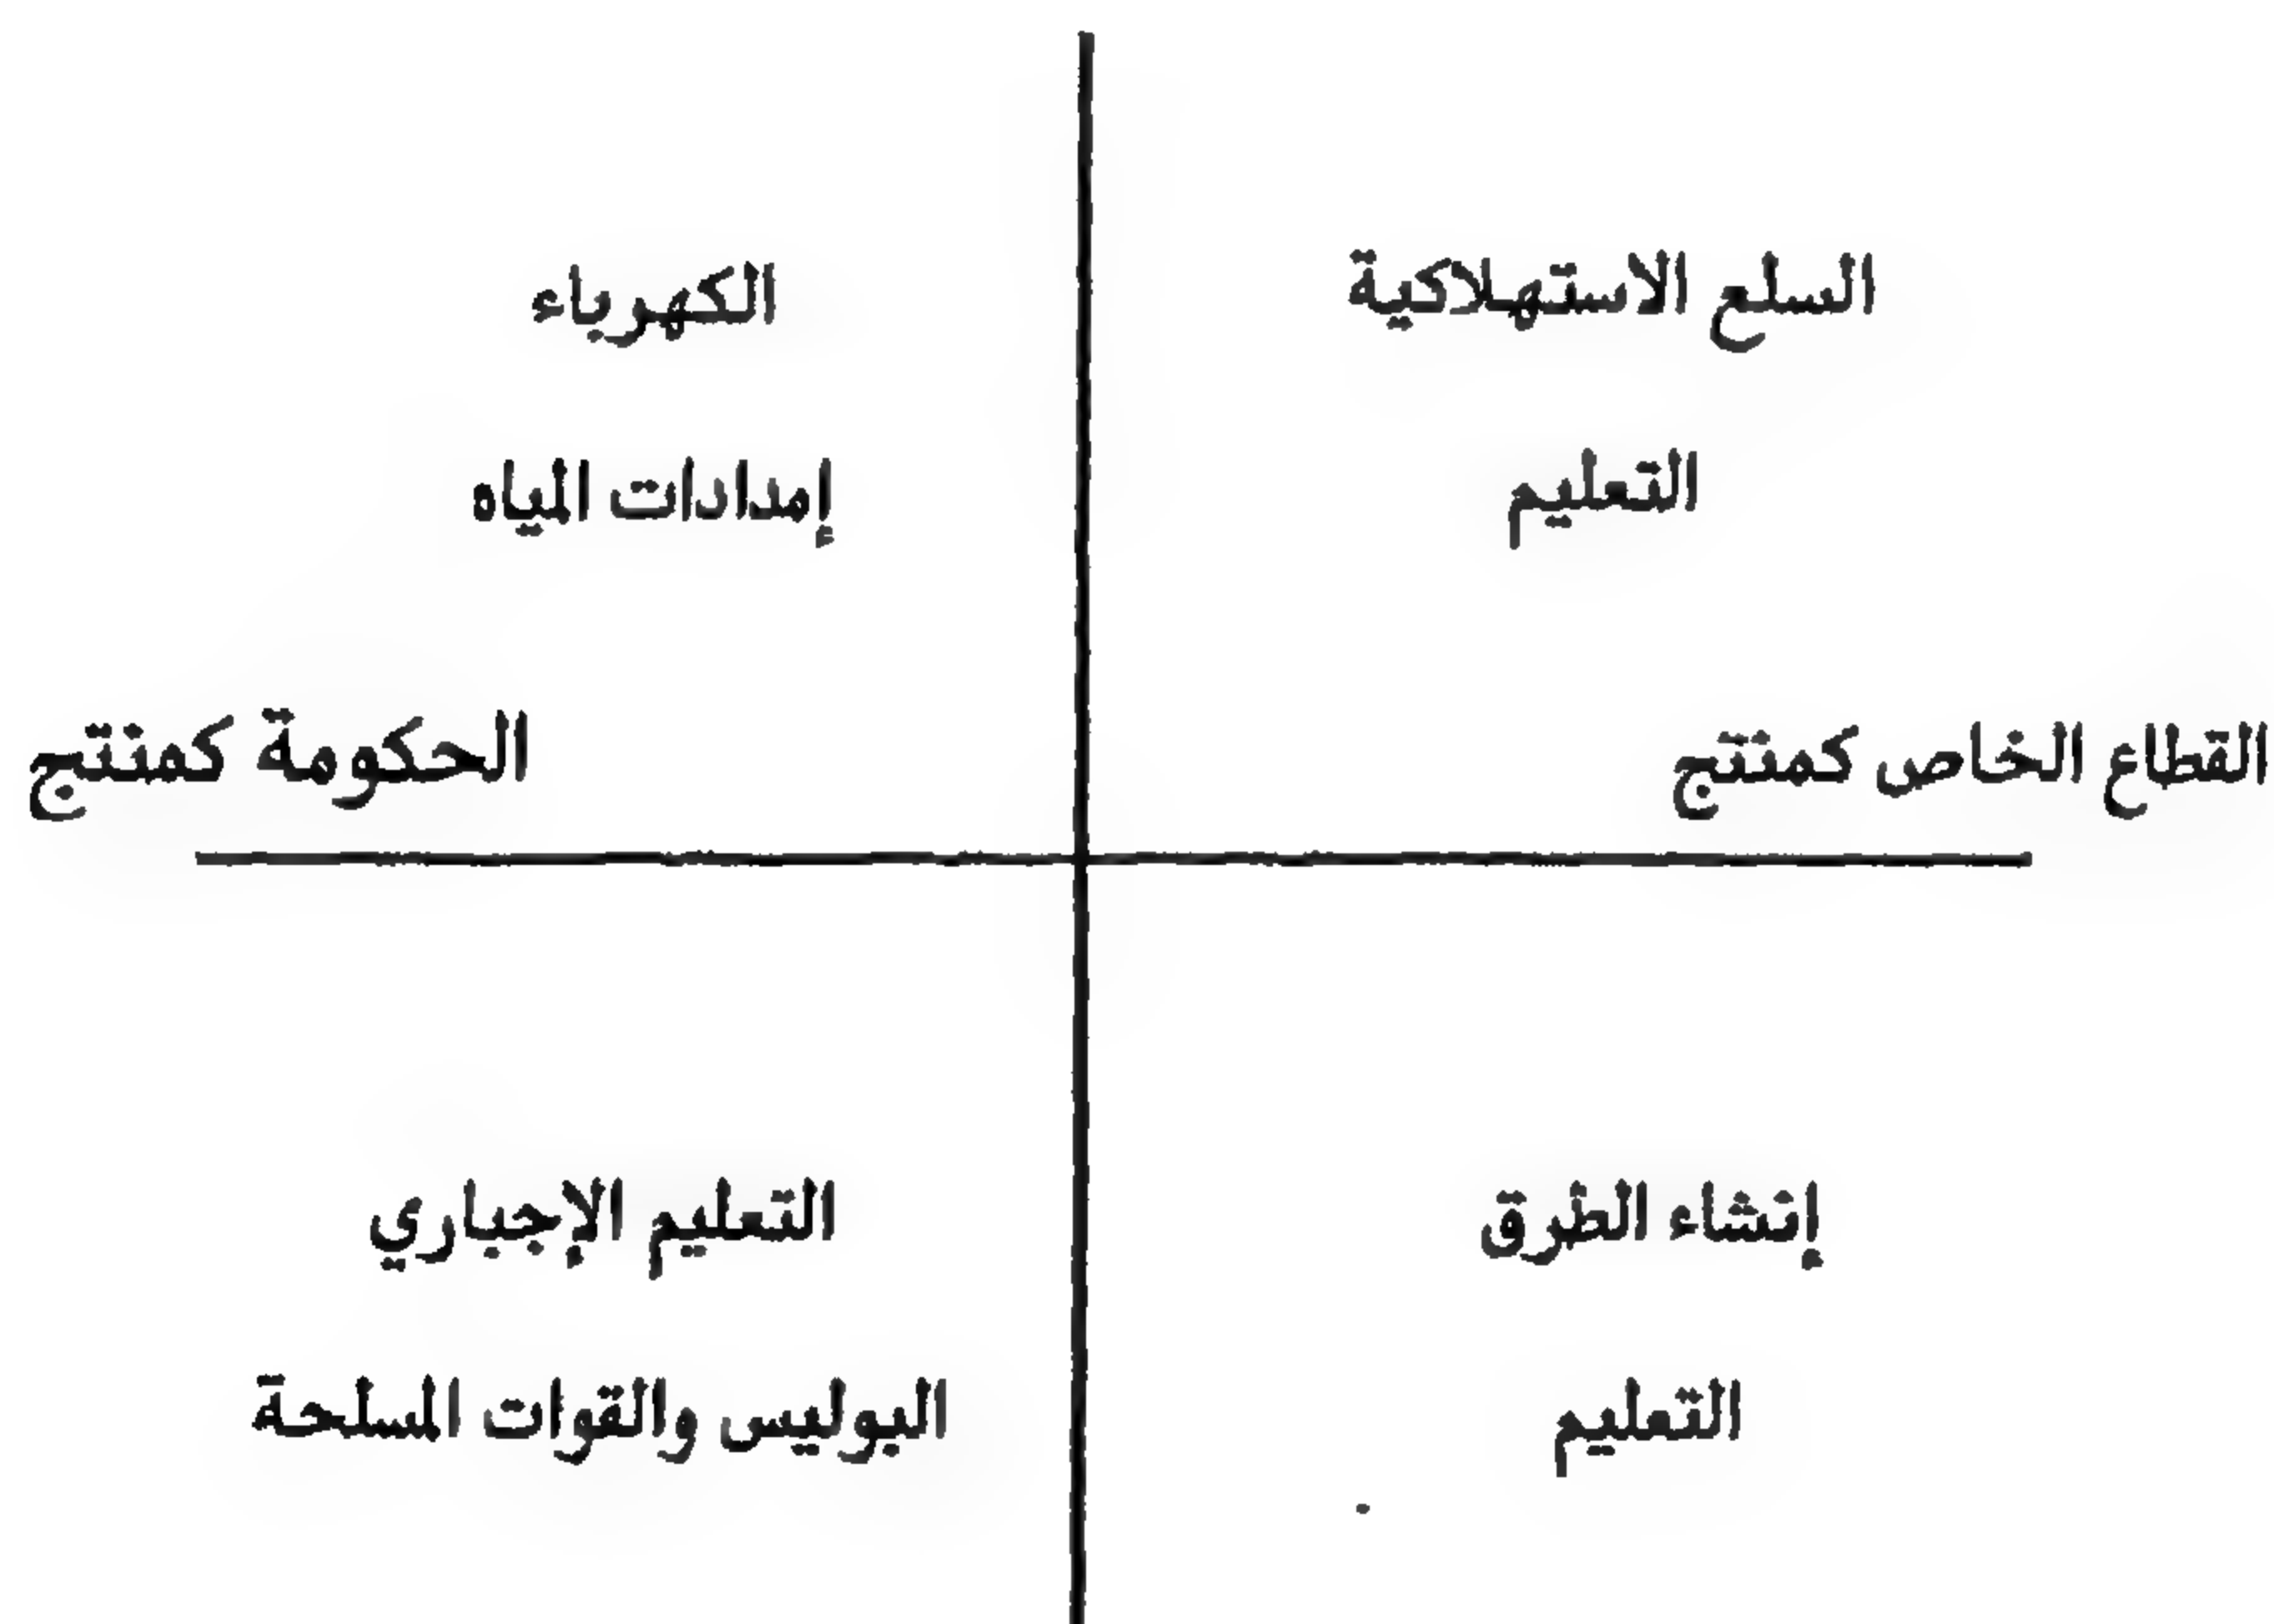 السلع الاستهلاكية
الكهرباء
التعليم
إمدادات المياه
القطاع الخاص كمنتج
الحكومة كمنتج
إنشاء الطرق
التعليم الإجباري
التعليم
البوليس والقوات المسلحة